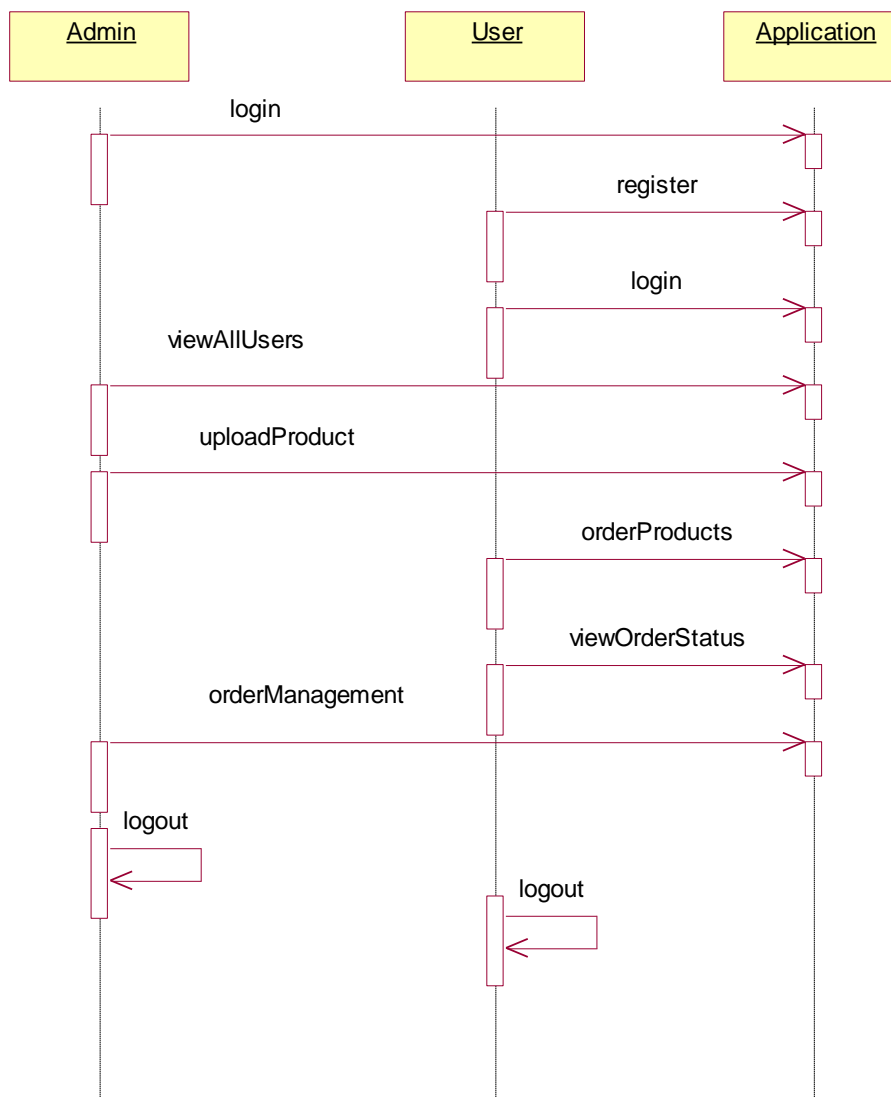 Admin
User
Application
login
register
login
viewAllUsers
uploadProduct
orderProducts
viewOrderStatus
orderManagement
logout
logout